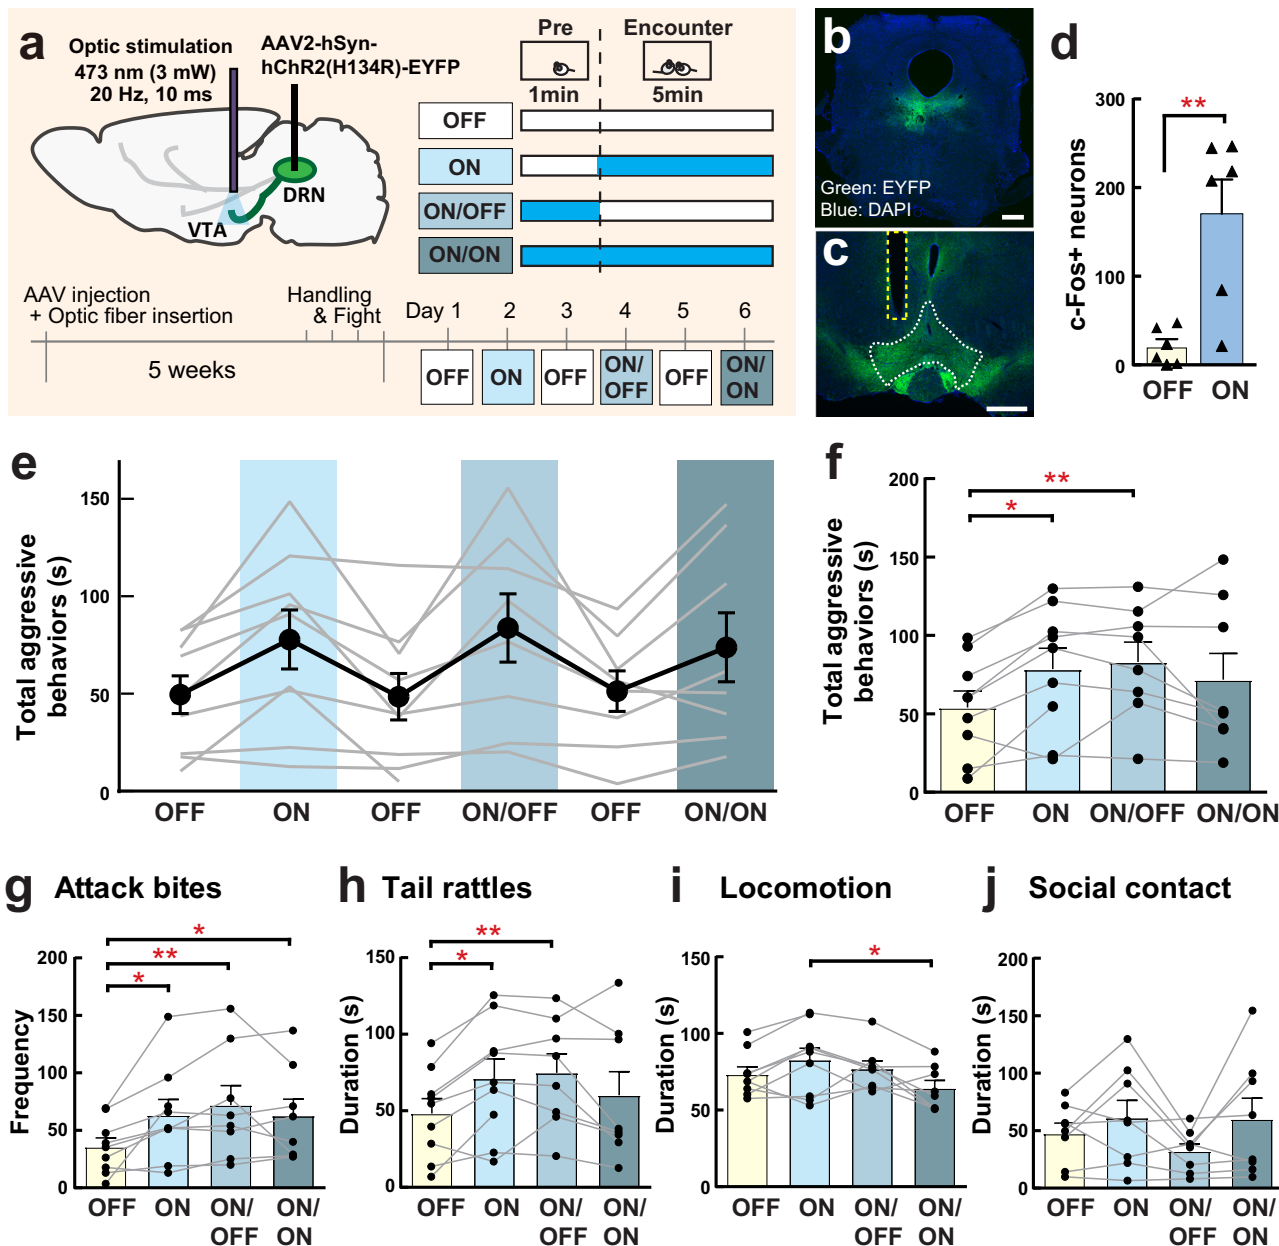 a
Optic stimulation
473 nm (3 mW)
20 Hz, 10 ms
AAV2-hSyn-
hChR2(H134R)-EYFP
DRN
VTA
Pre
Encounter
1min
5min
OFF
ON
ON/OFF
ON/ON
AAV injection
+ Optic fiber insertion
Handling
& Fight
5 weeks
Day 1 2 3 4 5 6
OFF ON OFF ON/ OFF ON/
OFF ON
b
Green: EYFP
Blue: DAPI
c
d
c-Fos+ neurons
300
200
100
0
**
OFF ON
e
Total aggressive
behaviors (s)
150
100
50
0
OFF ON OFF ON/OFF OFF ON/ON
f
Total aggressive
behaviors (s)
200
150
100
50
0
**
*
OFF ON ON/OFF ON/ON
g Attack bites
Frequency
200
150
100
50
0
*
**
*
OFF ON ON/ ON/
OFF ON
h Tail rattles
Duration (s)
150
100
50
0
**
*
OFF ON ON/ ON/
OFF ON
i Locomotion
Duration (s)
150
100
50
0
*
OFF ON ON/ ON/
OFF ON
j Social contact
Duration (s)
200
150
100
50
0
OFF ON ON/ ON/
OFF ON